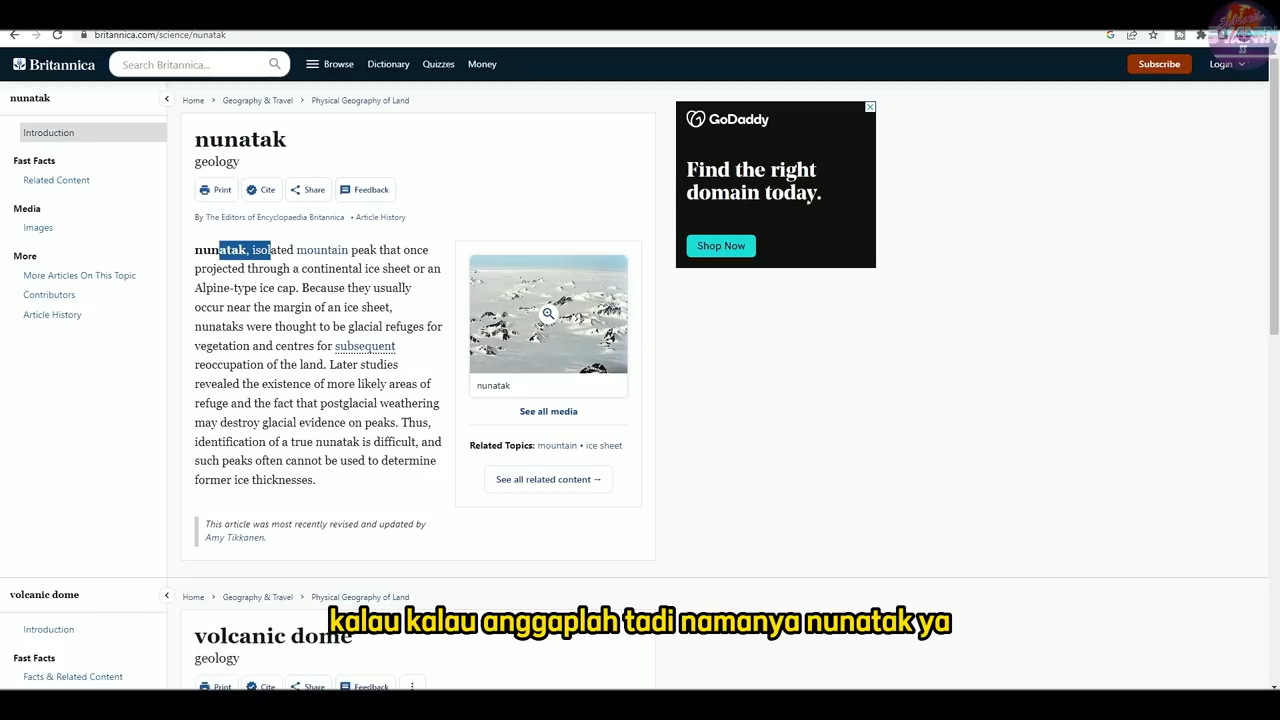 britannica.com/science/nunatak
Subscribe
Britannica
Search Britannica...
Browse
Dictionary
Quizzes
Money
Subscribe
Login
nunatak
Introduction
Fast Facts
Related Content
Media
Images
More
More Articles On This Topic
Contributors
Article History
Home > Geography & Travel > Physical Geography of Land
nunatak
geology
Print
Cite
Share
Feedback
By The Editors of Encyclopaedia Britannica • Article History
nunatak, isolated mountain peak that once
projected through a continental ice sheet or an
Alpine-type ice cap. Because they usually
occur near the margin of an ice sheet,
nunataks were thought to be glacial refuges for
vegetation and centres for
subsequent
reoccupation of the land. Later studies
revealed the existence of more likely areas of
refuge and the fact that postglacial weathering
may destroy glacial evidence on peaks. Thus,
identification of a true nunatak is difficult, and
such peaks often cannot be used to determine
former ice thicknesses.
nunatak
See all media
Related Topics: mountain • ice sheet
See all related content →
This article was most recently revised and updated by
Amy Tikkanen.
GoDaddy
Find the right
domain today.
Shop Now
volcanic dome
Introduction
Fast Facts
Facts & Related Content
Home > Geography & Travel > Physical Geography of Land
volcanic dome
geology
Print
Cite
Share
Feedback
kalau kalau anggaplah tadi namanya nunatak ya